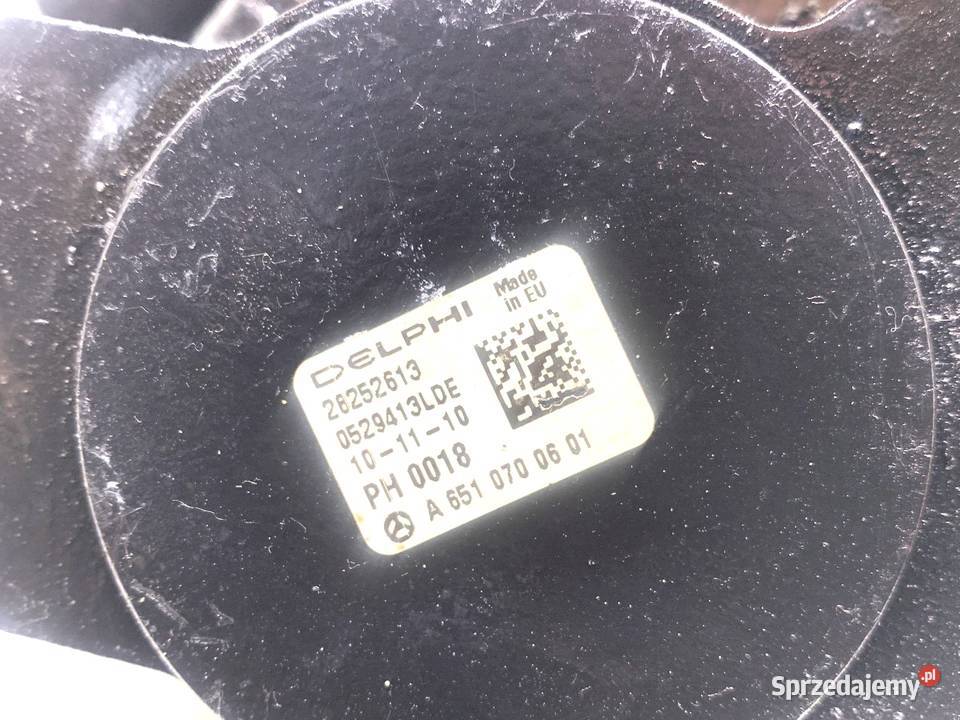 DELPHI
Made
in EU
28252613
0529413LDE
10-11-10
PH 0018
A 651 070 06 01
Sprzedajemy.pl